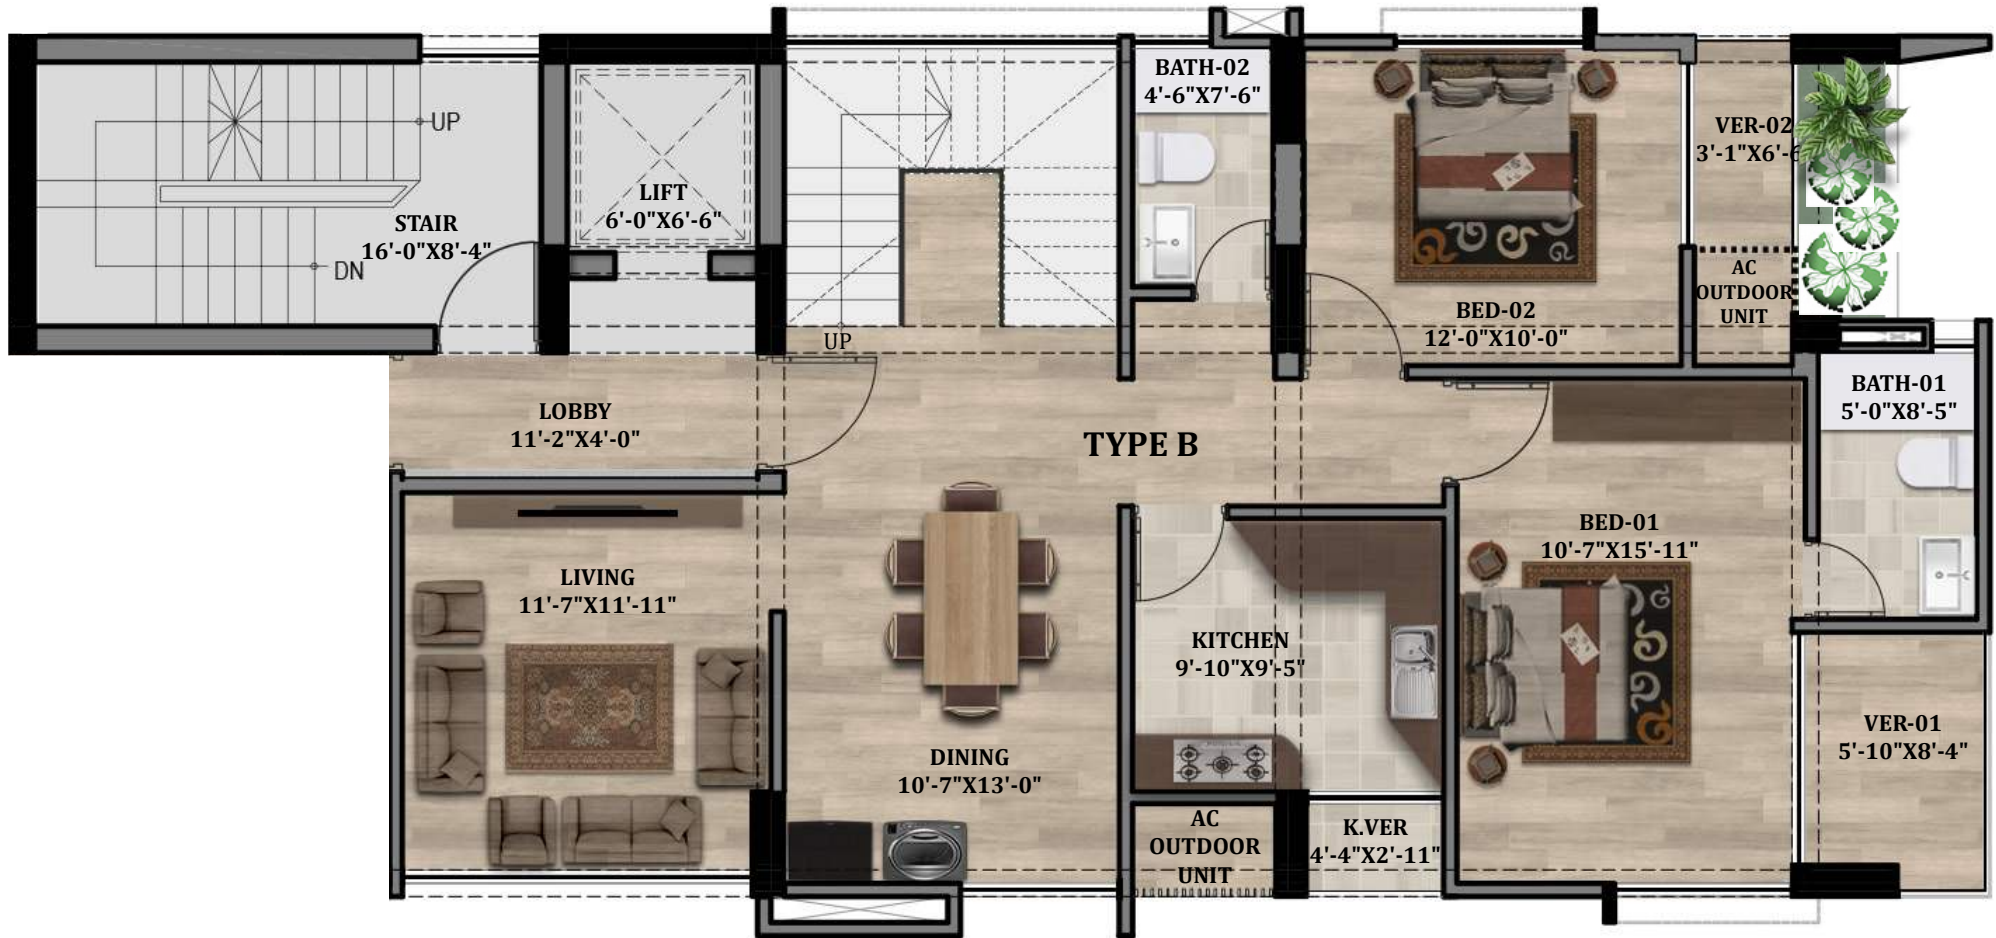 BATH-02
4'-6"X7'-6"
UP
VER-02
3'-1"X6'-6
LIFT
6'-0"X6'-6"
STAIR
16'-0"X8'-4"
DN
AC
OUTDOOR
UNIT
BED-02
12'-0"X10'-0"
UP
BATH-01
5'-0"X8'-5"
LOBBY
11'-2"X4'-0"
TYPE B
BED-01
10'-7"X15'-11"
LIVING
11'-7"X11'-11"
KITCHEN
9'-10"X9'-5"
VER-01
5'-10"X8'-4"
DINING
10'-7"X13'-0"
AC
OUTDOOR
UNIT
K.VER
4'-4"X2'-11"